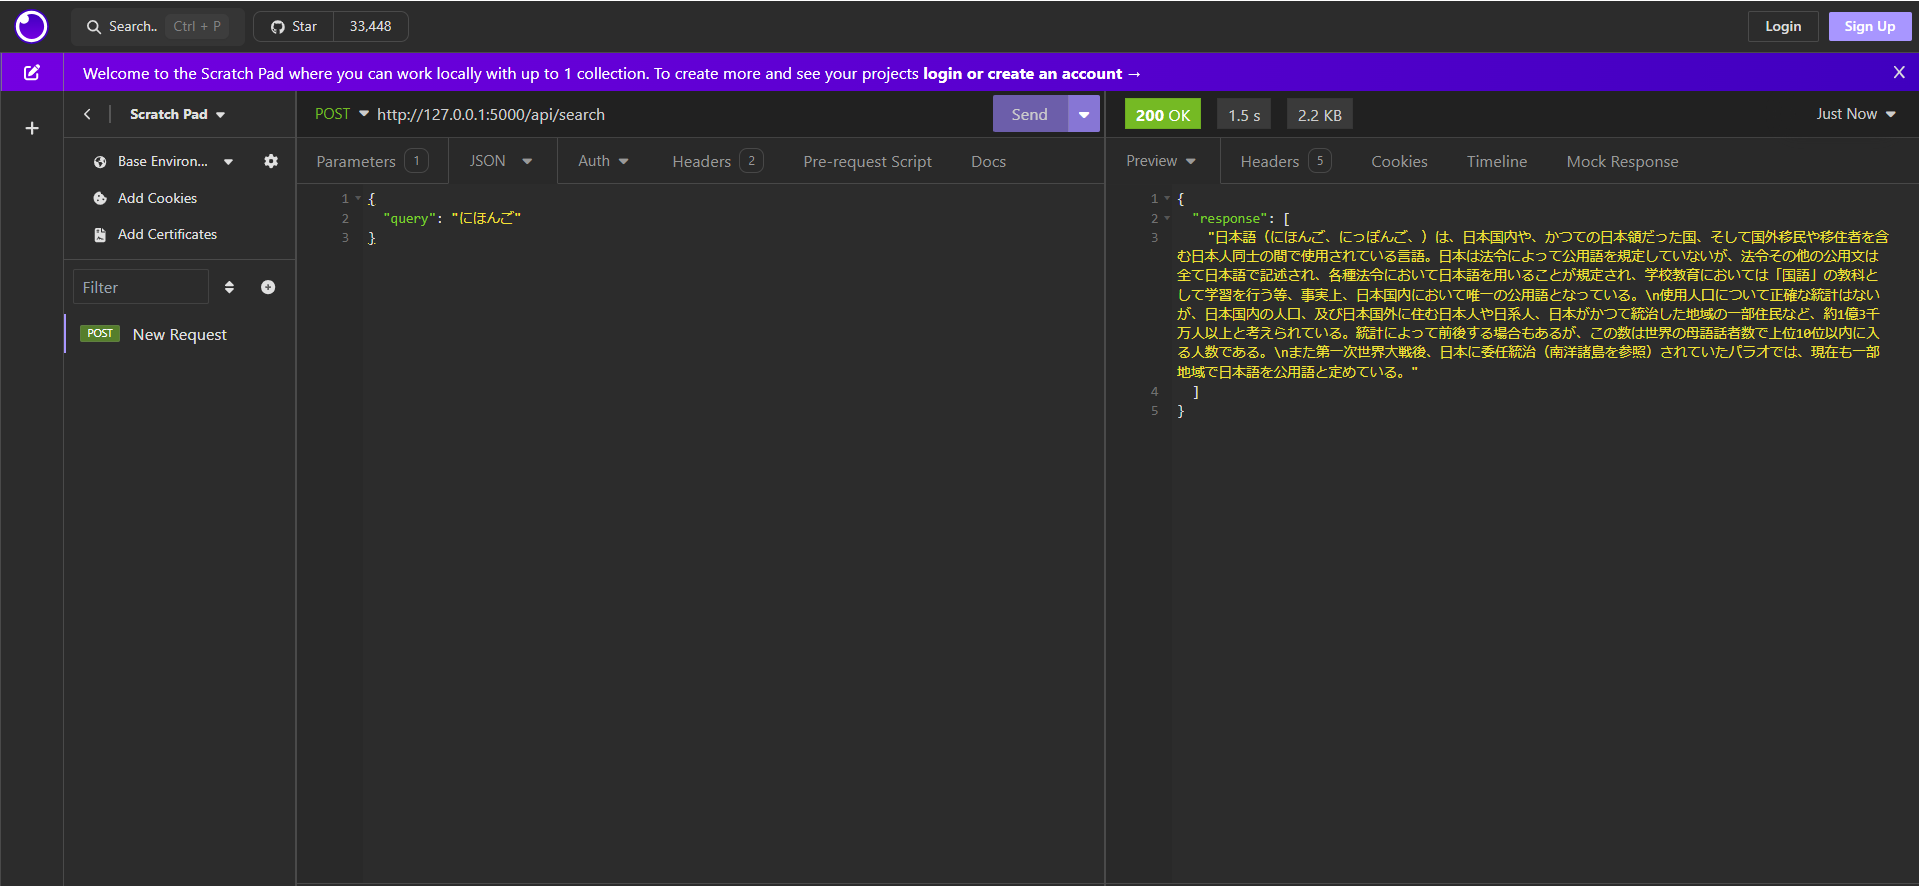 Search..
Ctrl + P
Star
33,448
Login
Sign Up
Welcome to the Scratch Pad where you can work locally with up to 1 collection. To create more and see your projects login or create an account →
Scratch Pad
Base Environ...
Add Cookies
Add Certificates
Filter
POST New Request
POST http://127.0.0.1:5000/api/search
Send
Parameters 1
JSON
Auth
Headers 2
Pre-request Script
Docs
1 {
2 "query": "にほんご"
3 }
200 OK
1.5 s
2.2 KB
Just Now
Preview
Headers 5
Cookies
Timeline
Mock Response
1 {
2 "response": [
3 "日本語（にほんご、にっぽんご、）は、日本国内や、かつての日本領だった国、そして国外移民や移住者を含
む日本人同士の間で使用されている言語。日本は法令によって公用語を規定していないが、法令その他の公用文は
全て日本語で記述され、各種法令において日本語を用いることが規定され、学校教育においては「国語」の教科と
して学習を行う等、事実上、日本国内において唯一の公用語となっている。\n使用人口について正確な統計はない
が、日本国内の人口、及び日本国外に住む日本人や日系人、日本がかつて統治した地域の一部住民など、約1億3千
万人以上と考えられている。統計によって前後する場合もあるが、この数は世界の母語話者数で上位10位以内に入
る人数である。\nまた第一次世界大戦後、日本に委任統治（南洋諸島を参照）されていたパラオでは、現在も一部
地域で日本語を公用語と定めている。"
4 ]
5 }